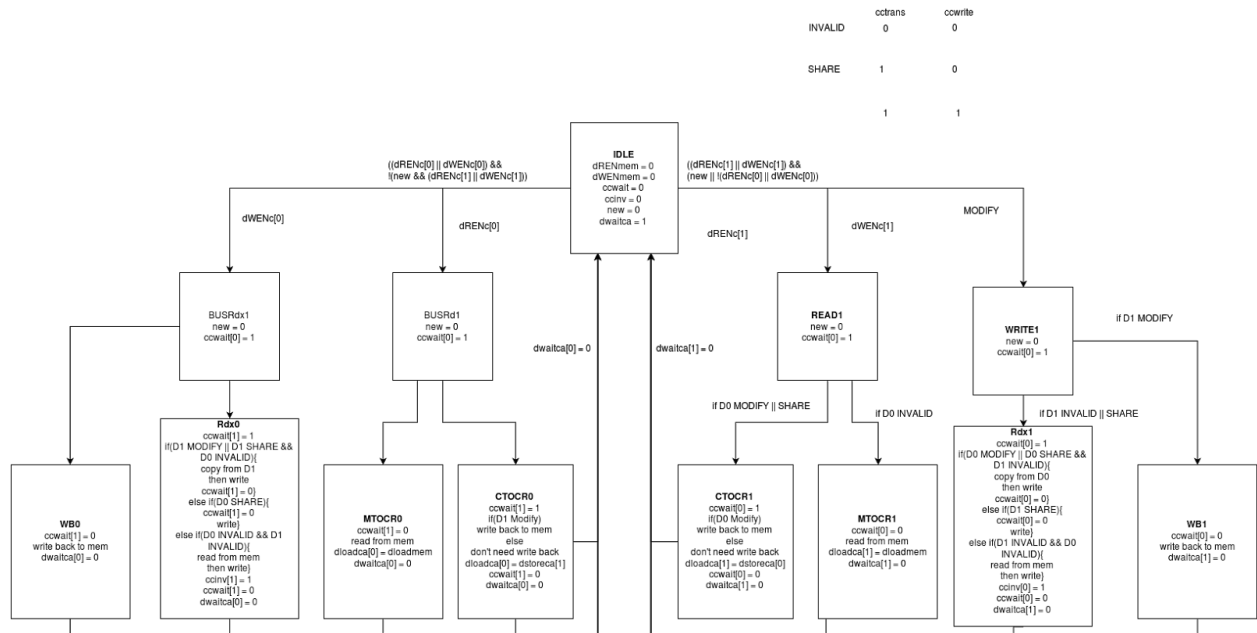 cctrans ccwrite
INVALID 0 0
SHARE 1 0
1 1
IDLE
dRENmem = 0
dWENmem = 0
ccwait = 0
ccinv = 0
new = 0
dwaitca = 1
((dRENc[0] || dWENc[0]) &&
!(new && (dRENc[1] || dWENc[1]))
((dRENc[1] || dWENc[1]) &&
(new || !(dRENc[0] || dWENc[0]))
dWENc[0]
dRENc[0]
dRENc[1]
dWENc[1]
MODIFY
BUSRdx1
new = 0
ccwait[0] = 1
BUSRd1
new = 0
ccwait[0] = 1
dwaitca[0] = 0
dwaitca[1] = 0
READ1
new = 0
ccwait[0] = 1
WRITE1
new = 0
ccwait[0] = 1
if D1 MODIFY
if D0 MODIFY || SHARE
if D0 INVALID
if D1 INVALID || SHARE
WB0
ccwait[1] = 0
write back to mem
dwaitca[0] = 0
Rdx0
ccwait[1] = 1
if(D1 MODIFY || D1 SHARE &&
D0 INVALID){
copy from D1
then write
ccwait[1] = 0}
else if(D0 SHARE){
ccwait[1] = 0
write}
else if(D0 INVALID && D1
INVALID){
read from mem
then write}
ccinv[1] = 1
ccwait[1] = 0
dwaitca[0] = 0
MTOCR0
ccwait[1] = 0
read from mem
dloadca[0] = dloadmem
dwaitca[0] = 0
CTOCR0
ccwait[1] = 1
if(D1 Modify)
write back to mem
else
don't need write back
dloadca[0] = dstoreca[1]
ccwait[1] = 0
dwaitca[0] = 0
CTOCR1
ccwait[0] = 1
if(D0 Modify)
write back to mem
else
don't need write back
dloadca[1] = dstoreca[0]
ccwait[0] = 0
dwaitca[1] = 0
MTOCR1
ccwait[0] = 0
read from mem
dloadca[1] = dloadmem
dwaitca[1] = 0
Rdx1
ccwait[0] = 1
if(D0 MODIFY || D0 SHARE &&
D1 INVALID){
copy from D0
then write
ccwait[0] = 0}
else if(D1 SHARE){
ccwait[0] = 0
write}
else if(D1 INVALID && D0
INVALID){
read from mem
then write}
ccinv[0] = 1
ccwait[0] = 0
dwaitca[1] = 0
WB1
ccwait[0] = 0
write back to mem
dwaitca[1] = 0